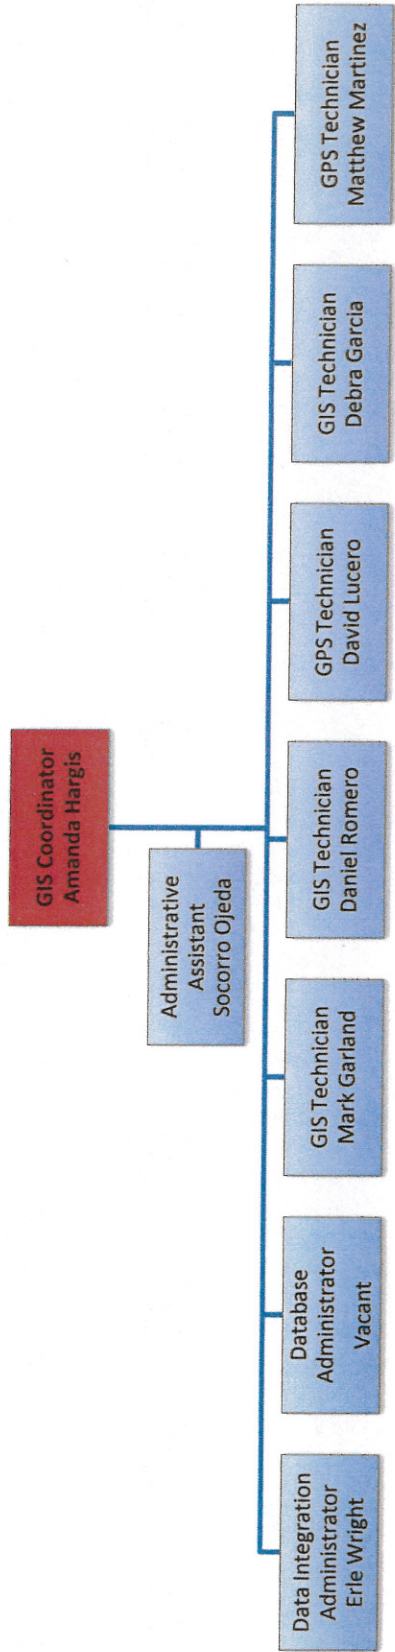 GIS Coordinator
Amanda Hargis
Administrative
Assistant
Socorro Ojeda
Data Integration
Administrator
Erle Wright
Database
Administrator
Vacant
GIS Technician
Mark Garland
GIS Technician
Daniel Romero
GPS Technician
David Lucero
GIS Technician
Debra Garcia
GPS Technician
Matthew Martinez